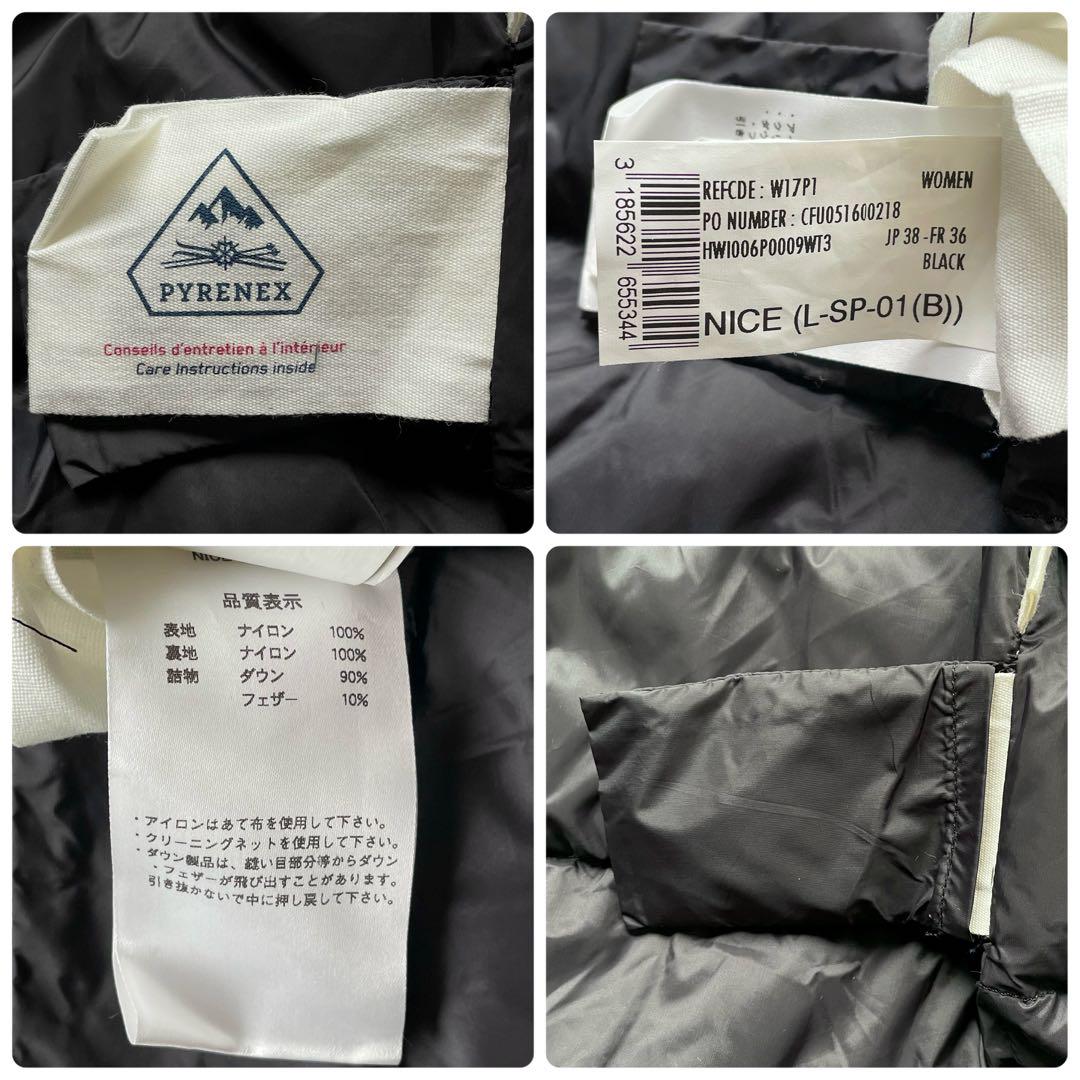 PYRENEX
Conseils d'entretien à l'intérieur
Care Instructions inside
3 185622 655344
REFCDE : W17P1 WOMEN
PO NUMBER : CFU051600218
HWI006P0009WT3 JP 38 -FR 36
BLACK
NICE (L-SP-01(B))
品質表示
表地 ナイロン 100%
裏地 ナイロン 100%
詰物 ダウン 90%
フェザー 10%
・アイロンはあて布を使用して下さい。
・クリーニングネットを使用して下さい。
・ダウン製品は、縫い目部分等からダウン
・フェザーが飛び出すことがあります。
引き抜かないで中に押し戻して下さい。